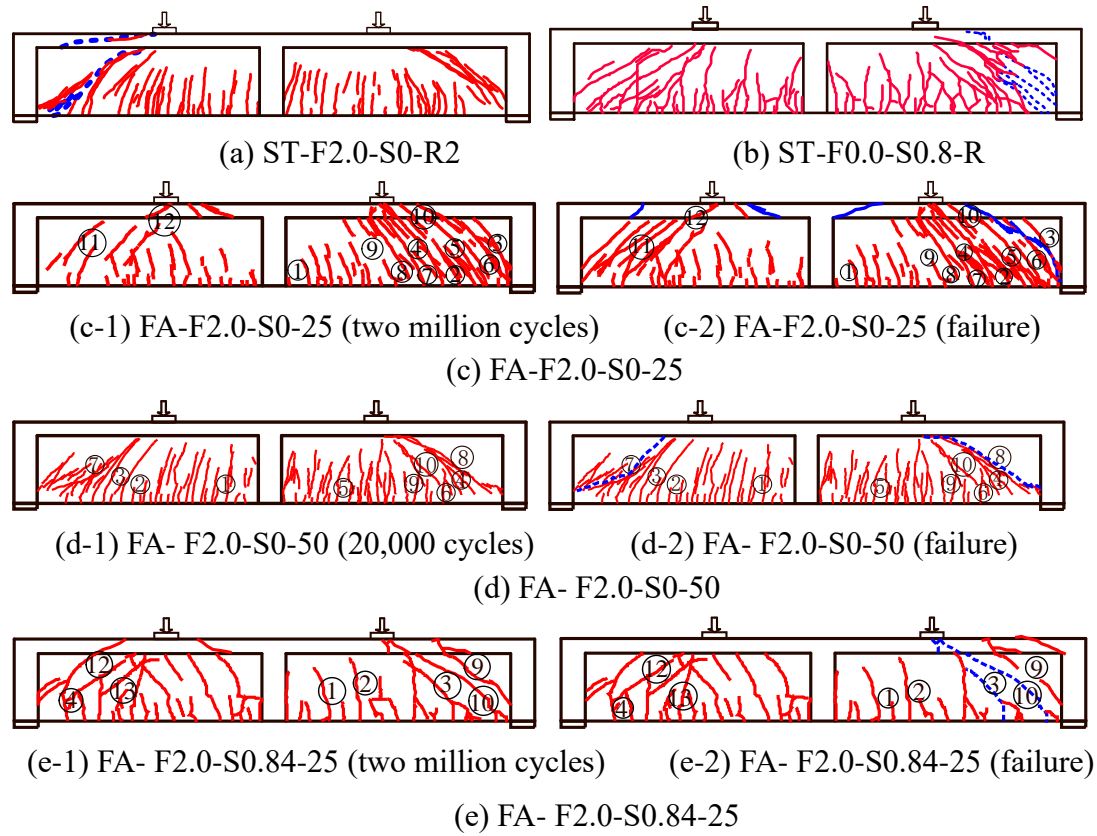 (a) ST-F2.0-S0-R2
(b) ST-F0.0-S0.8-R
⑫ ⑩ ⑪ ⑨ ④ ⑤ ③ ⑥ ① ⑧ ⑦ ②
⑫ ⑩ ③ ⑪ ④ ⑨ ⑤ ⑥ ① ⑧ ⑦ ②
(c-1) FA-F2.0-S0-25 (two million cycles)
(c-2) FA-F2.0-S0-25 (failure)
(c) FA-F2.0-S0-25
⑦ ③ ② ① ⑤ ⑩ ⑧ ⑨ ④ ⑥
⑦ ③ ② ① ⑤ ⑩ ⑧ ⑨ ④ ⑥
(d-1) FA- F2.0-S0-50 (20,000 cycles)
(d-2) FA- F2.0-S0-50 (failure)
(d) FA- F2.0-S0-50
⑫ ④ ⑬ ① ② ③ ⑨ ⑩
⑫ ④ ⑬ ① ② ③ ⑨ ⑩
(e-1) FA- F2.0-S0.84-25 (two million cycles)
(e-2) FA- F2.0-S0.84-25 (failure)
(e) FA- F2.0-S0.84-25